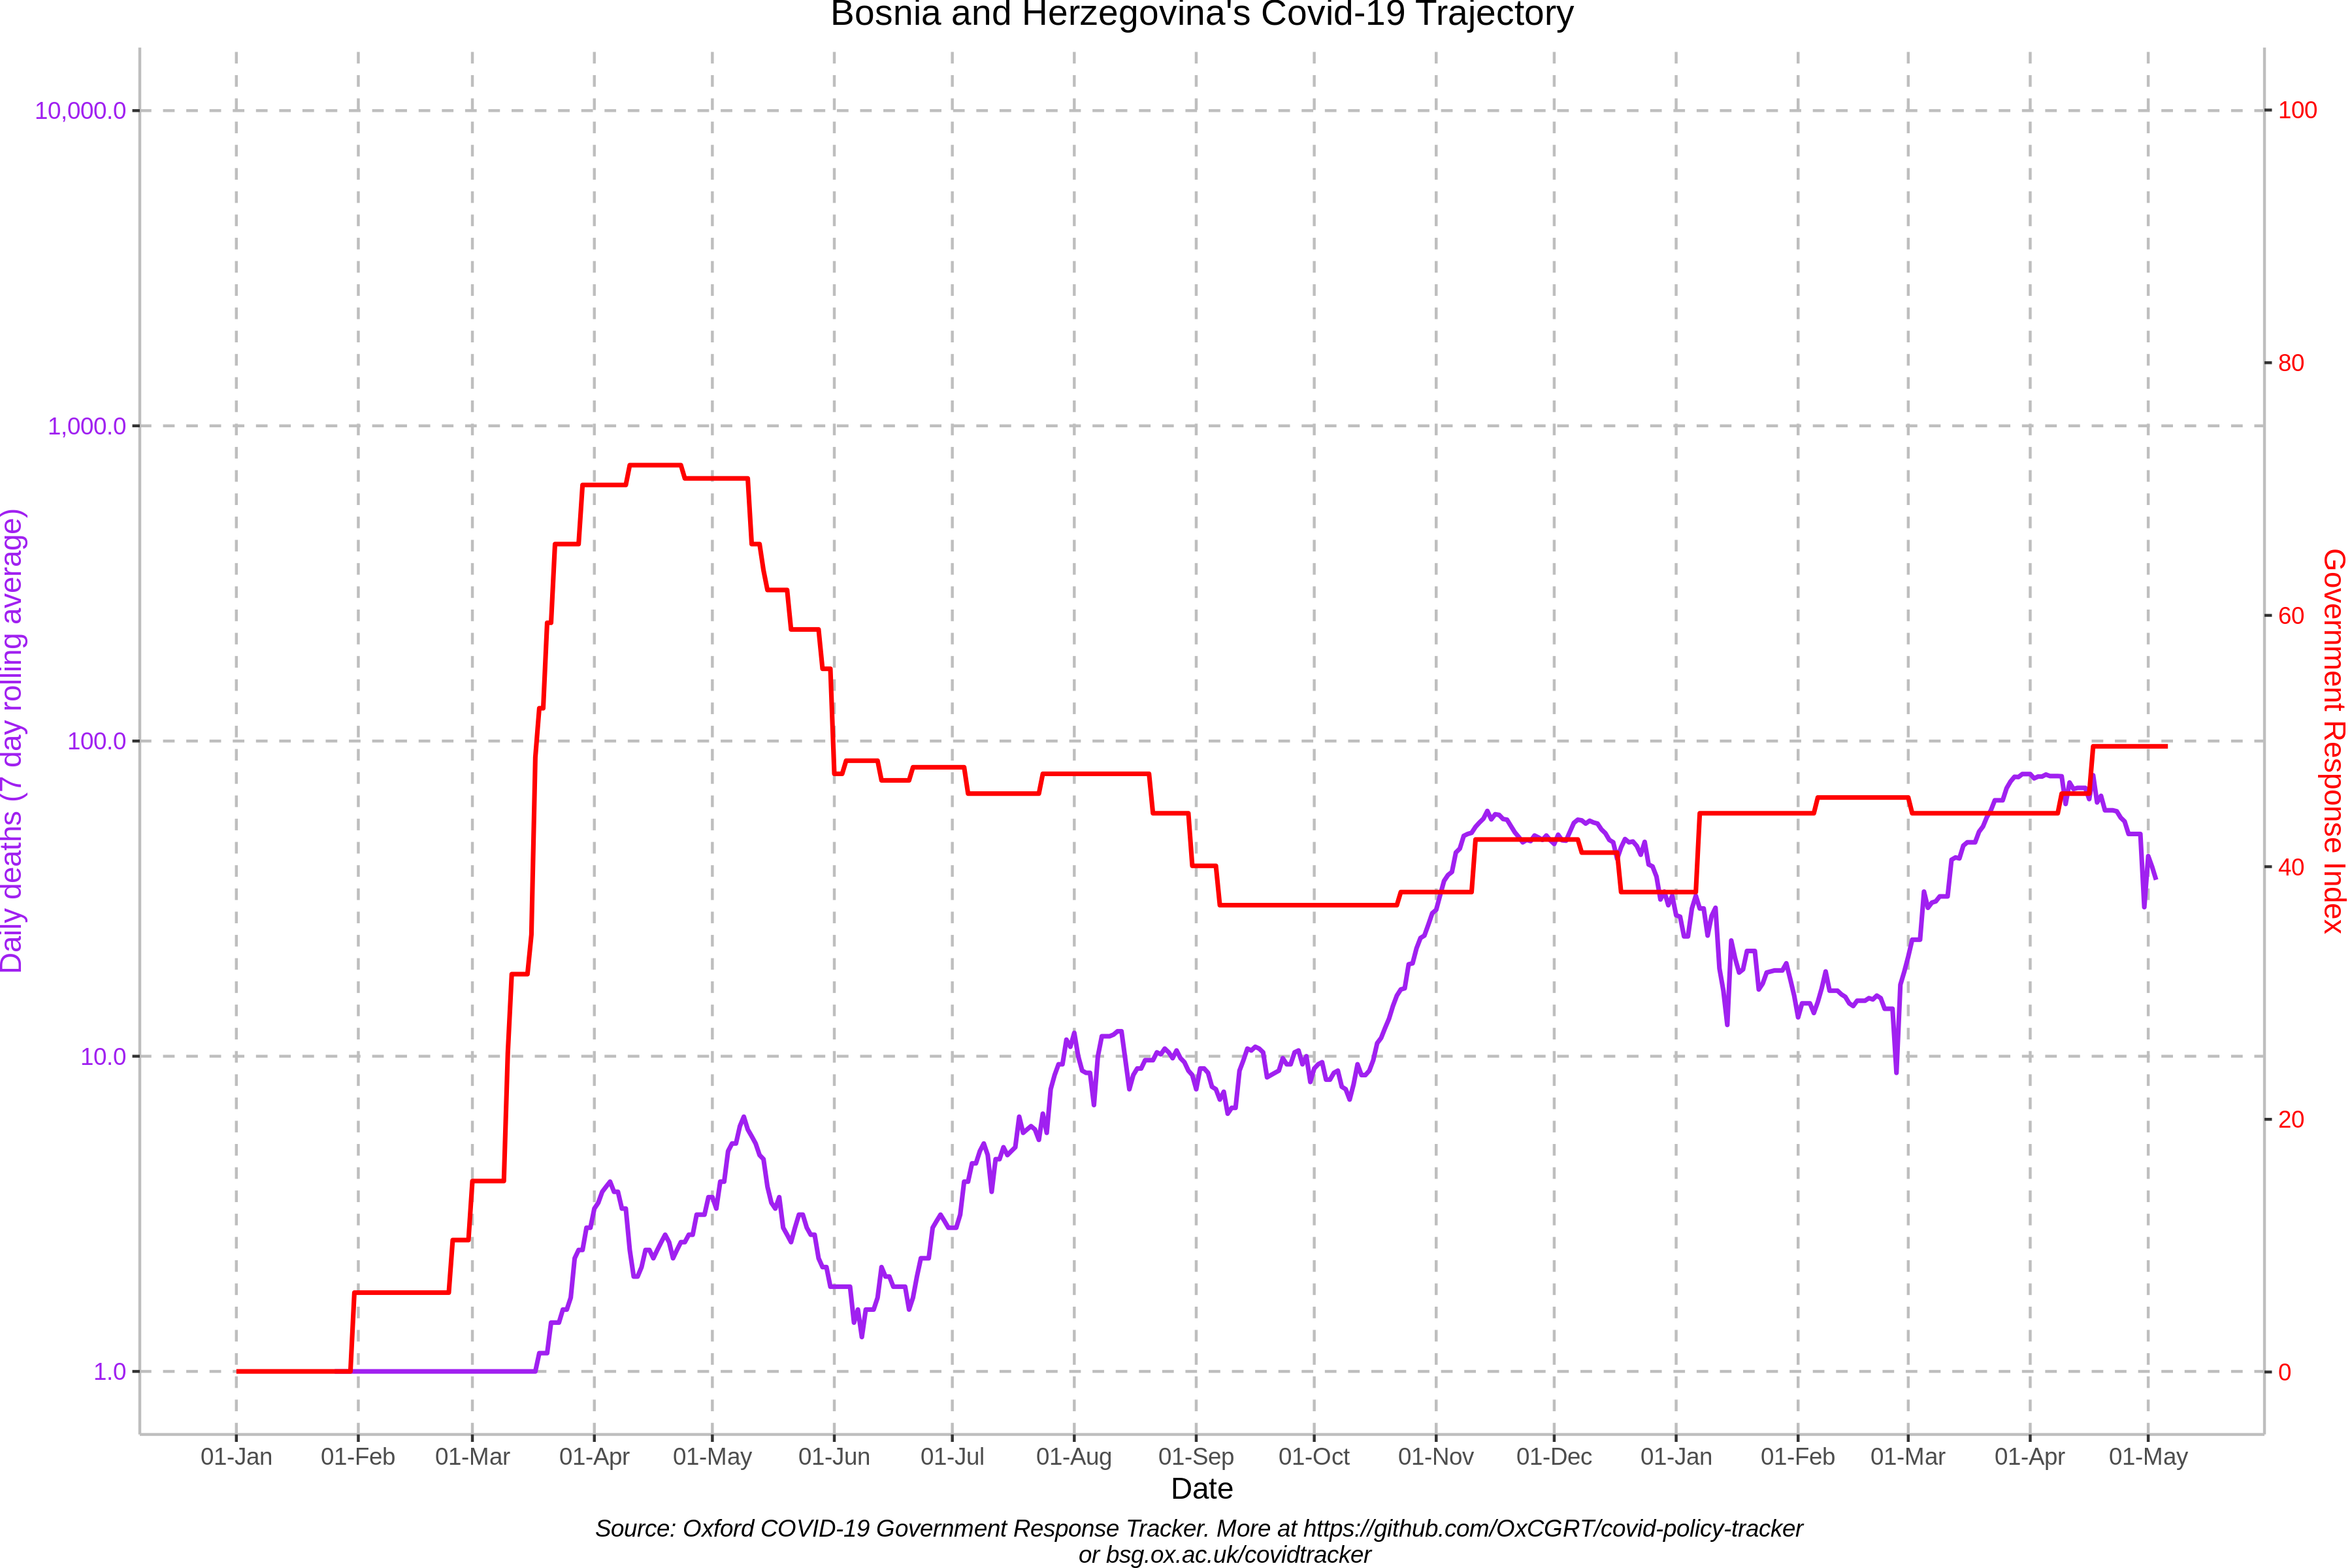 Bosnia and Herzegovina's Covid-19 Trajectory
Daily deaths (7 day rolling average)
10,000.0
1,000.0
100.0
10.0
1.0
100
80
60
40
20
0
Government Response Index
01-Jan 01-Feb 01-Mar 01-Apr 01-May 01-Jun 01-Jul 01-Aug 01-Sep 01-Oct 01-Nov 01-Dec 01-Jan 01-Feb 01-Mar 01-Apr 01-May
Date
Source: Oxford COVID-19 Government Response Tracker. More at https://github.com/OxCGRT/covid-policy-tracker
or bsg.ox.ac.uk/covidtracker